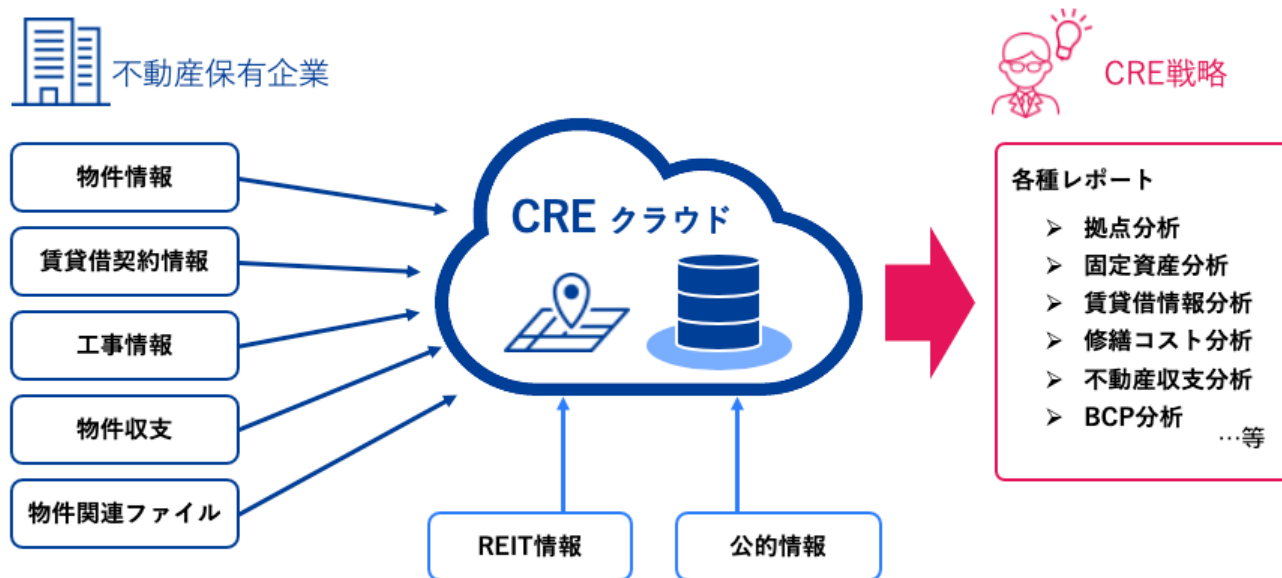 不動産保有企業
物件情報
賃貸借契約情報
工事情報
物件収支
物件関連ファイル
CRE クラウド
REIT情報
公的情報
CRE戦略
各種レポート
➢ 拠点分析
➢ 固定資産分析
➢ 賃貸借情報分析
➢ 修繕コスト分析
➢ 不動産収支分析
➢ BCP分析
…等